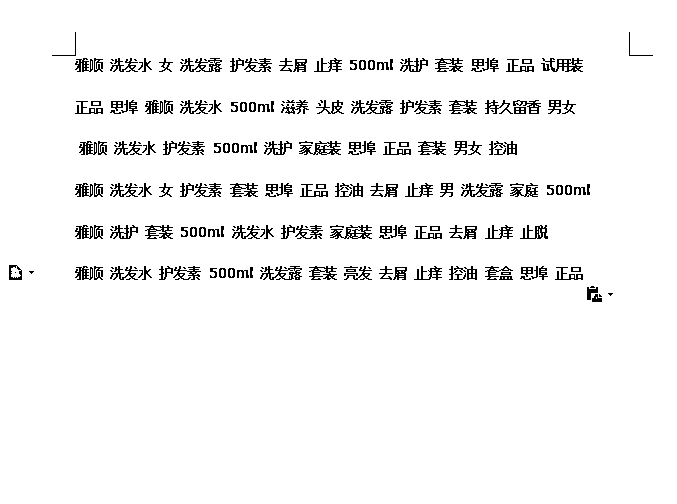 雅顺 洗发水 女 洗发露 护发素 去屑 止痒 500ml 洗护 套装 思埠 正品 试用装
正品 思埠 雅顺 洗发水 500ml 滋养 头皮 洗发露 护发素 套装 持久留香 男女
雅顺 洗发水 护发素 500ml 洗护 家庭装 思埠 正品 套装 男女 控油
雅顺 洗发水 女 护发素 套装 思埠 正品 控油 去屑 止痒 男 洗发露 家庭 500ml
雅顺 洗护 套装 500ml 洗发水 护发素 家庭装 思埠 正品 去屑 止痒 止脱
雅顺 洗发水 护发素 500ml 洗发露 套装 亮发 去屑 止痒 控油 套盒 思埠 正品